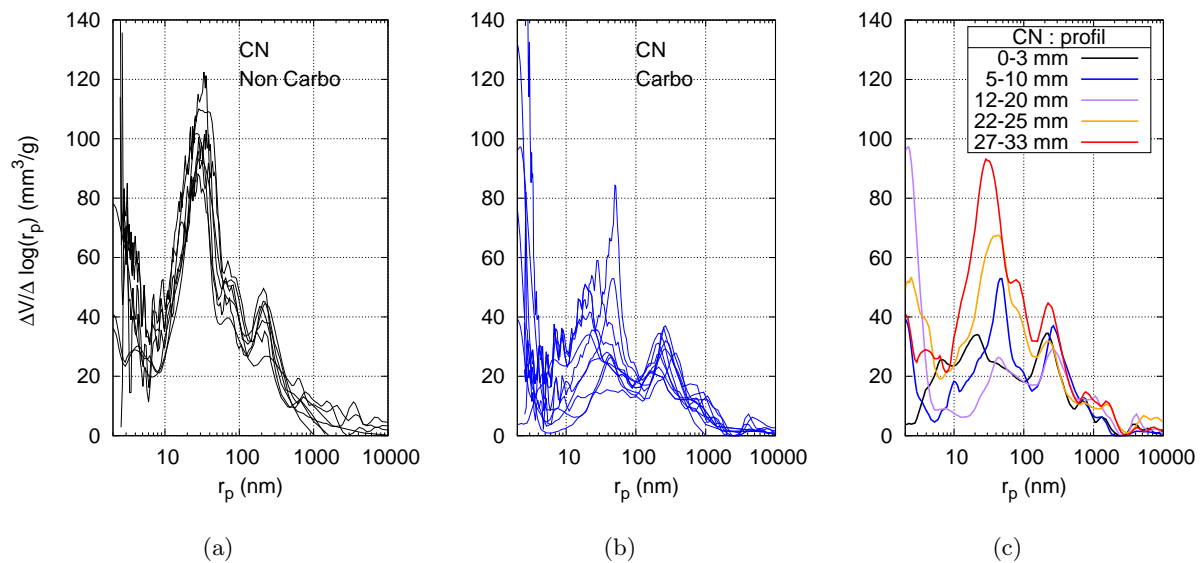 ΔV/Δ log(r_p) (mm³/g)
140
120
100
80
60
40
20
0
10 100 1000 10000
r_p (nm)
CN
Non Carbo
(a)
140
120
100
80
60
40
20
0
10 100 1000 10000
r_p (nm)
CN
Carbo
(b)
140
120
100
80
60
40
20
0
10 100 1000 10000
r_p (nm)
CN : profil
0-3 mm
5-10 mm
12-20 mm
22-25 mm
27-33 mm
(c)